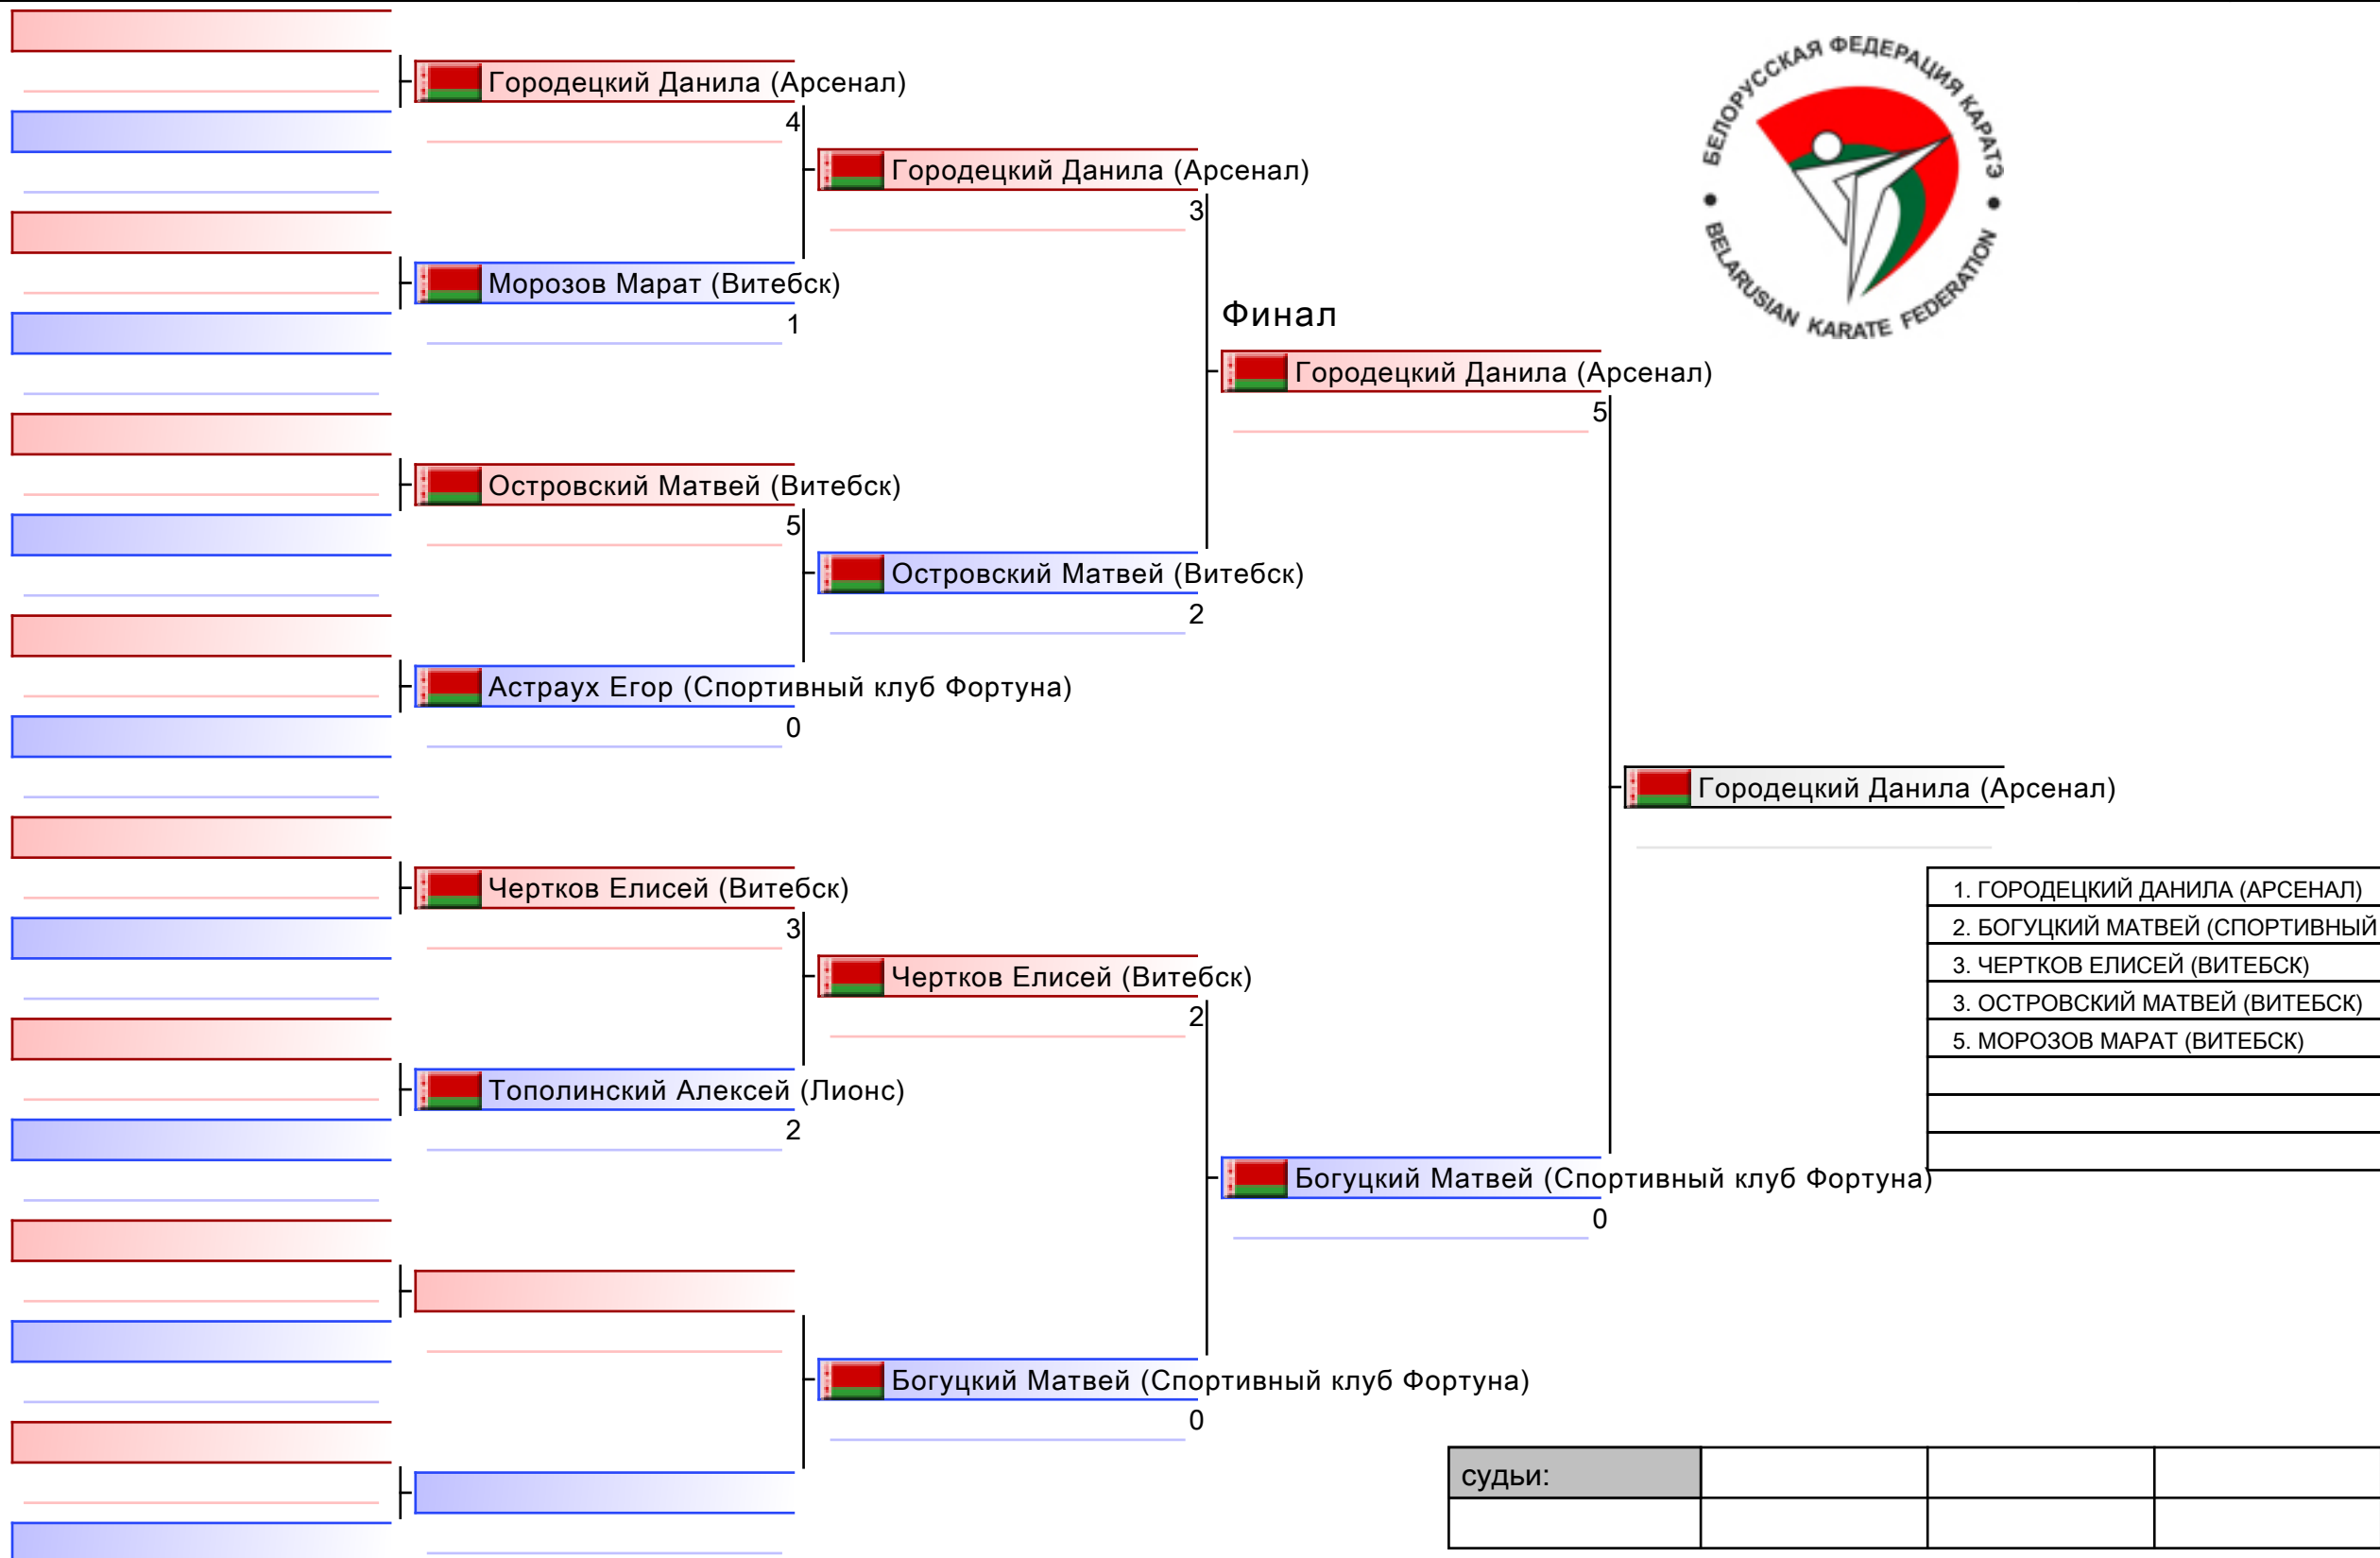 БЕЛОРУССКАЯ ФЕДЕРАЦИЯ КАРАТЭ
BELARUSIAN KARATE FEDERATION
Городецкий Данила (Арсенал)
4
Городецкий Данила (Арсенал)
3
Морозов Марат (Витебск)
1
Финал
Городецкий Данила (Арсенал)
5
Островский Матвей (Витебск)
5
Островский Матвей (Витебск)
2
Астраух Егор (Спортивный клуб Фортуна)
0
Городецкий Данила (Арсенал)
Чертков Елисей (Витебск)
3
Чертков Елисей (Витебск)
2
Тополинский Алексей (Лионс)
2
Богуцкий Матвей (Спортивный клуб Фортуна)
0
Богуцкий Матвей (Спортивный клуб Фортуна)
0
1. ГОРОДЕЦКИЙ ДАНИЛА (АРСЕНАЛ)
2. БОГУЦКИЙ МАТВЕЙ (СПОРТИВНЫЙ
3. ЧЕРТКОВ ЕЛИСЕЙ (ВИТЕБСК)
3. ОСТРОВСКИЙ МАТВЕЙ (ВИТЕБСК)
5. МОРОЗОВ МАРАТ (ВИТЕБСК)
судьи: